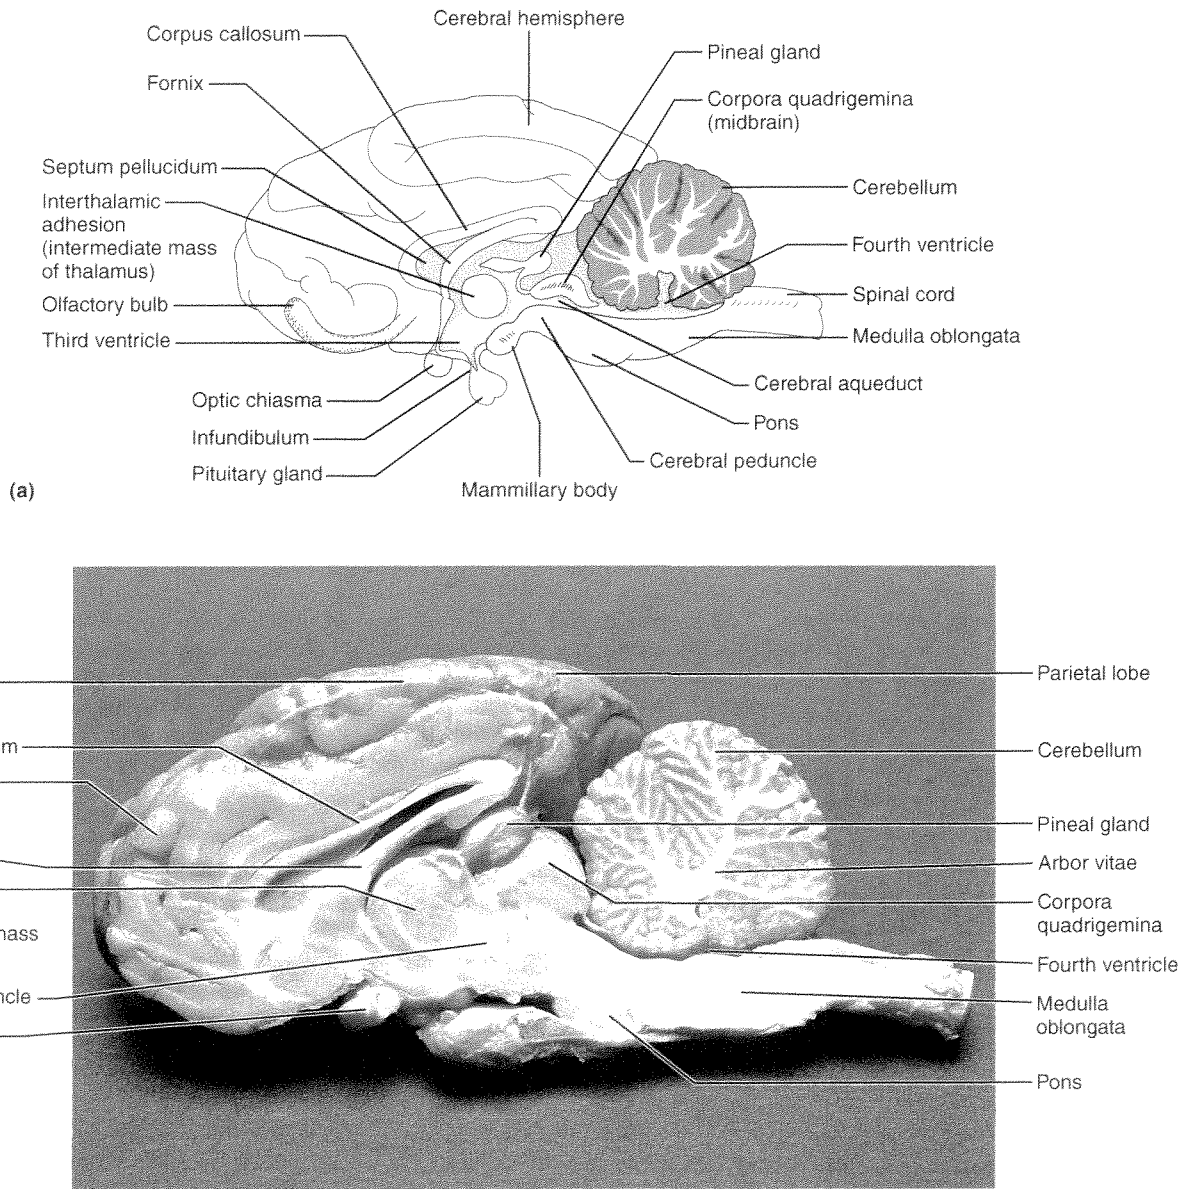 Cerebral hemisphere
Corpus callosum
Pineal gland
Fornix
Corpora quadrigemina
(midbrain)
Septum pellucidum
Cerebellum
Interthalamic
adhesion
(intermediate mass
of thalamus)
Fourth ventricle
Olfactory bulb
Spinal cord
Third ventricle
Medulla oblongata
Cerebral aqueduct
Optic chiasma
Pons
Infundibulum
Cerebral peduncle
Pituitary gland
Mammillary body
(a)
Parietal lobe
m
Cerebellum
Pineal gland
Arbor vitae
Corpora
quadrigemina
nass
Fourth ventricle
ncle
Medulla
oblongata
Pons